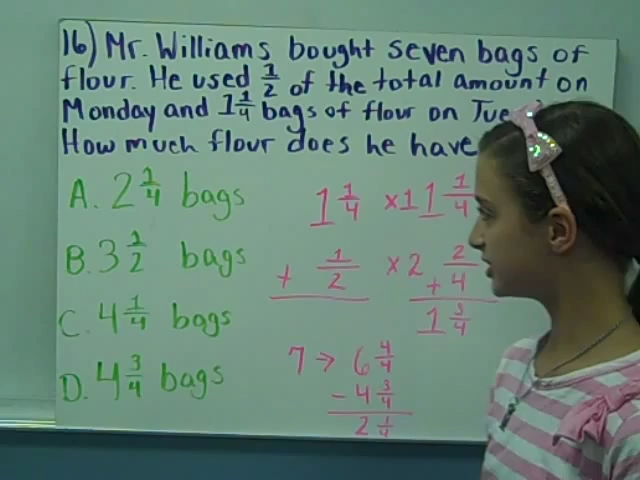 16) Mr. Williams bought seven bags of
flour. He used 1/2 of the total amount on
Monday and 1 1/4 bags of flour on
How much flour does he have
A. 2 1/4 bags
B. 3 1/2 bags
C. 4 1/4 bags
D. 4 3/4 bags
1 1/4 ×1 1 1/4
+ 1/2 ×2 + 2/4
1 3/4
7 → 6 4/4
- 4 3/4
2 1/4